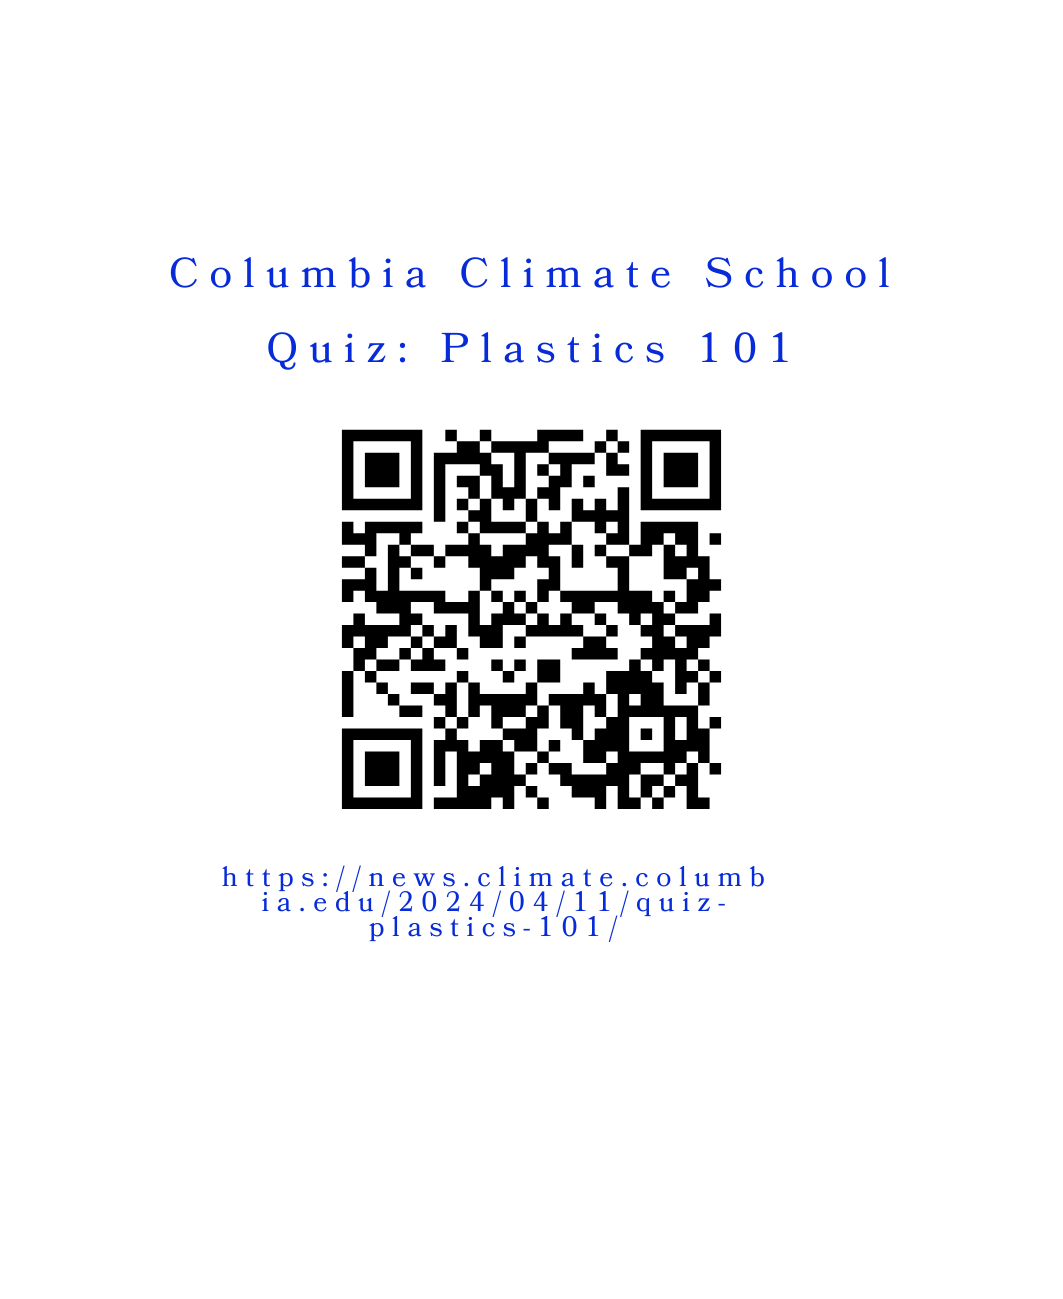 Columbia Climate School
Quiz: Plastics 101
https://news.climate.columb
ia.edu/2024/04/11/quiz-
plastics-101/